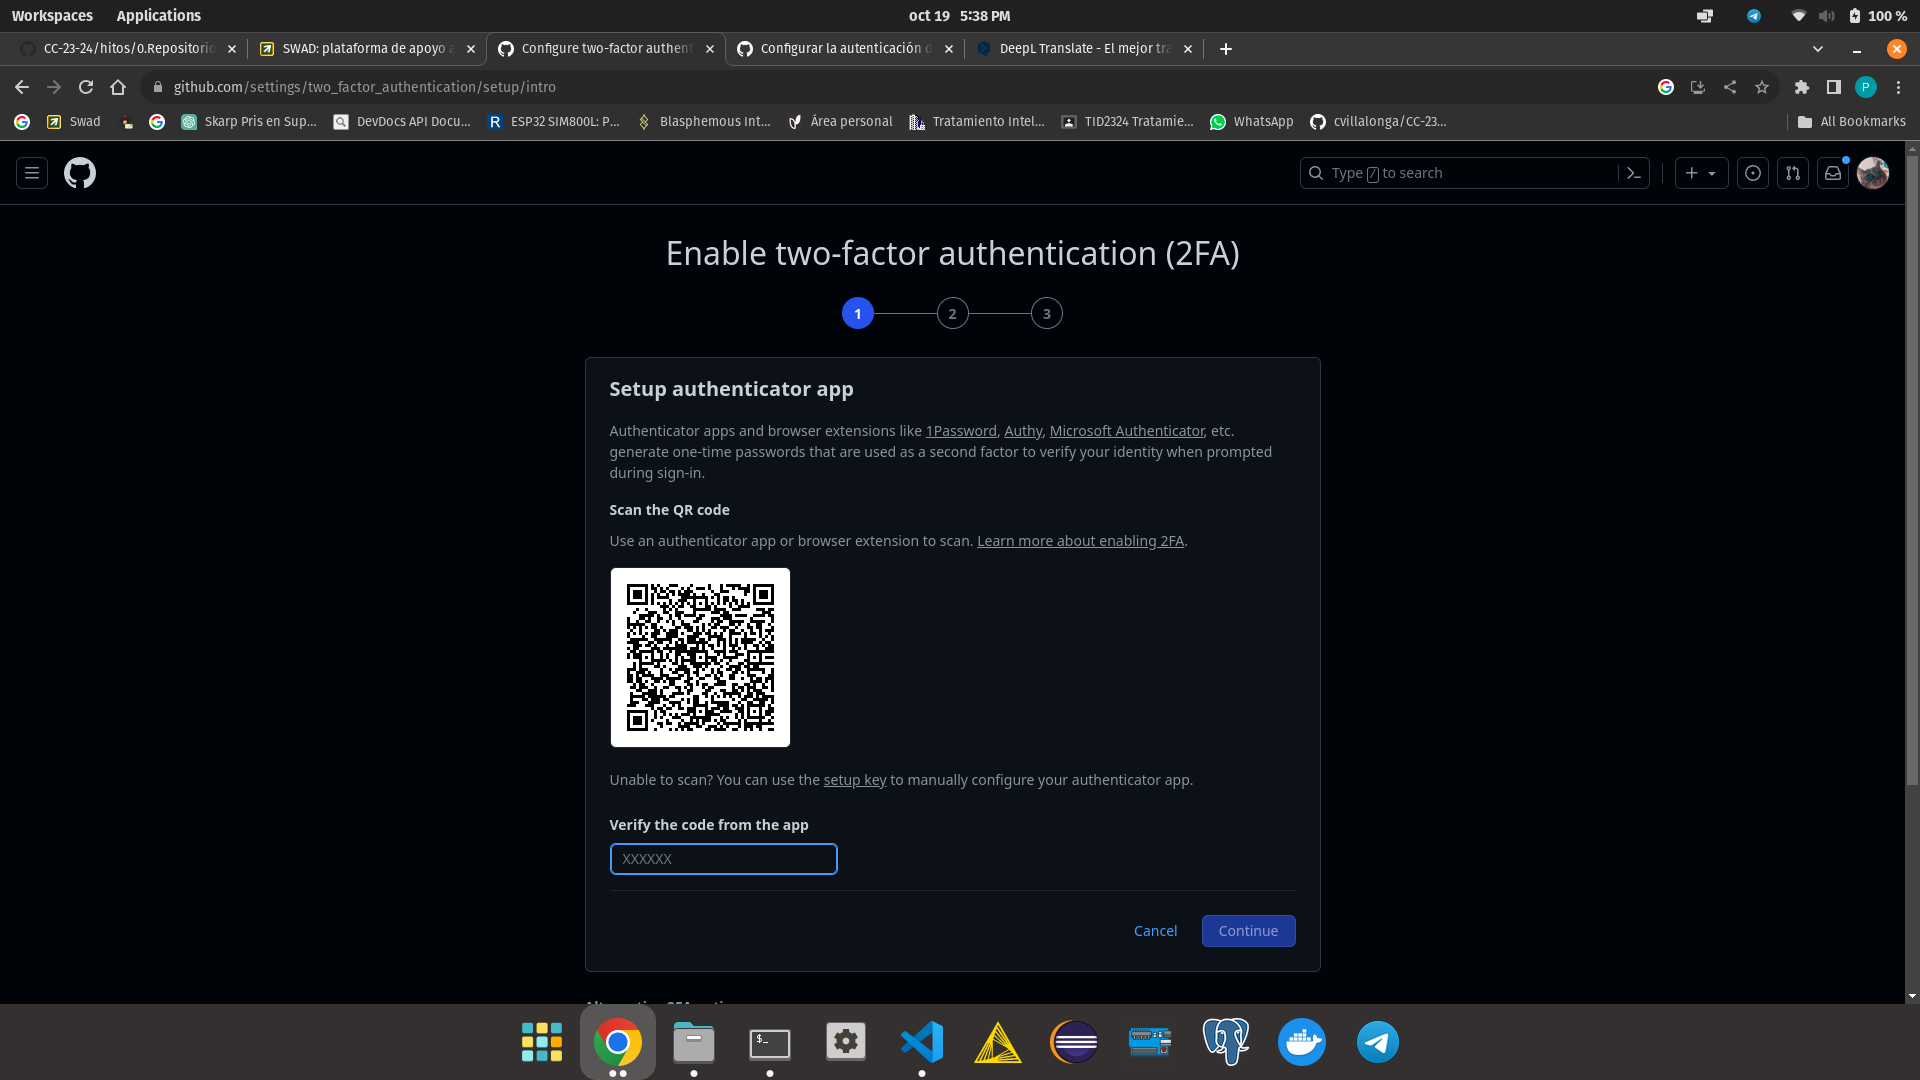 Workspaces Applications oct 19 5:38 PM 100 %
CC-23-24/hitos/0.Repositorio SWAD: plataforma de apoyo a Configure two-factor authent Configurar la autenticación d DeepL Translate - El mejor tra
github.com/settings/two_factor_authentication/setup/intro P
Swad Skarp Pris en Sup... DevDocs API Docu... R ESP32 SIM800L: P... Blasphemous Int... Área personal Tratamiento Intel... TID2324 Tratamie... WhatsApp cvillalonga/CC-23... All Bookmarks
Type / to search
Enable two-factor authentication (2FA)
1 2 3
Setup authenticator app
Authenticator apps and browser extensions like 1Password, Authy, Microsoft Authenticator, etc.
generate one-time passwords that are used as a second factor to verify your identity when prompted
during sign-in.
Scan the QR code
Use an authenticator app or browser extension to scan. Learn more about enabling 2FA.
Unable to scan? You can use the setup key to manually configure your authenticator app.
Verify the code from the app
XXXXXX
Cancel Continue